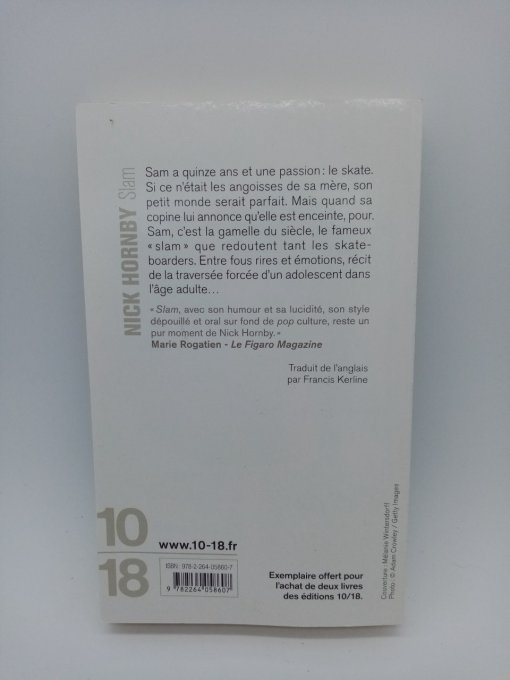 NICK HORNBY Slam
Sam a quinze ans et une passion : le skate.
Si ce n'était les angoisses de sa mère, son
petit monde serait parfait. Mais quand sa
copine lui annonce qu'elle est enceinte, pour
Sam, c'est la gamelle du siècle, le fameux
« slam » que redoutent tant les skate-
boarders. Entre fous rires et émotions, récit
de la traversée forcée d'un adolescent dans
l'âge adulte…
« Slam, avec son humour et sa lucidité, son style
dépouillé et oral sur fond de pop culture, reste un
pur moment de Nick Hornby. »
Marie Rogatien - Le Figaro Magazine
Traduit de l'anglais
par Francis Kerline
10
18
www.10-18.fr
ISBN 978-2-264-05860-7
9 782264 058607
Exemplaire offert pour
l'achat de deux livres
des éditions 10/18.
Couverture : Mélanie Wintersdorff
Photo : © Adam Crowley / Getty Images